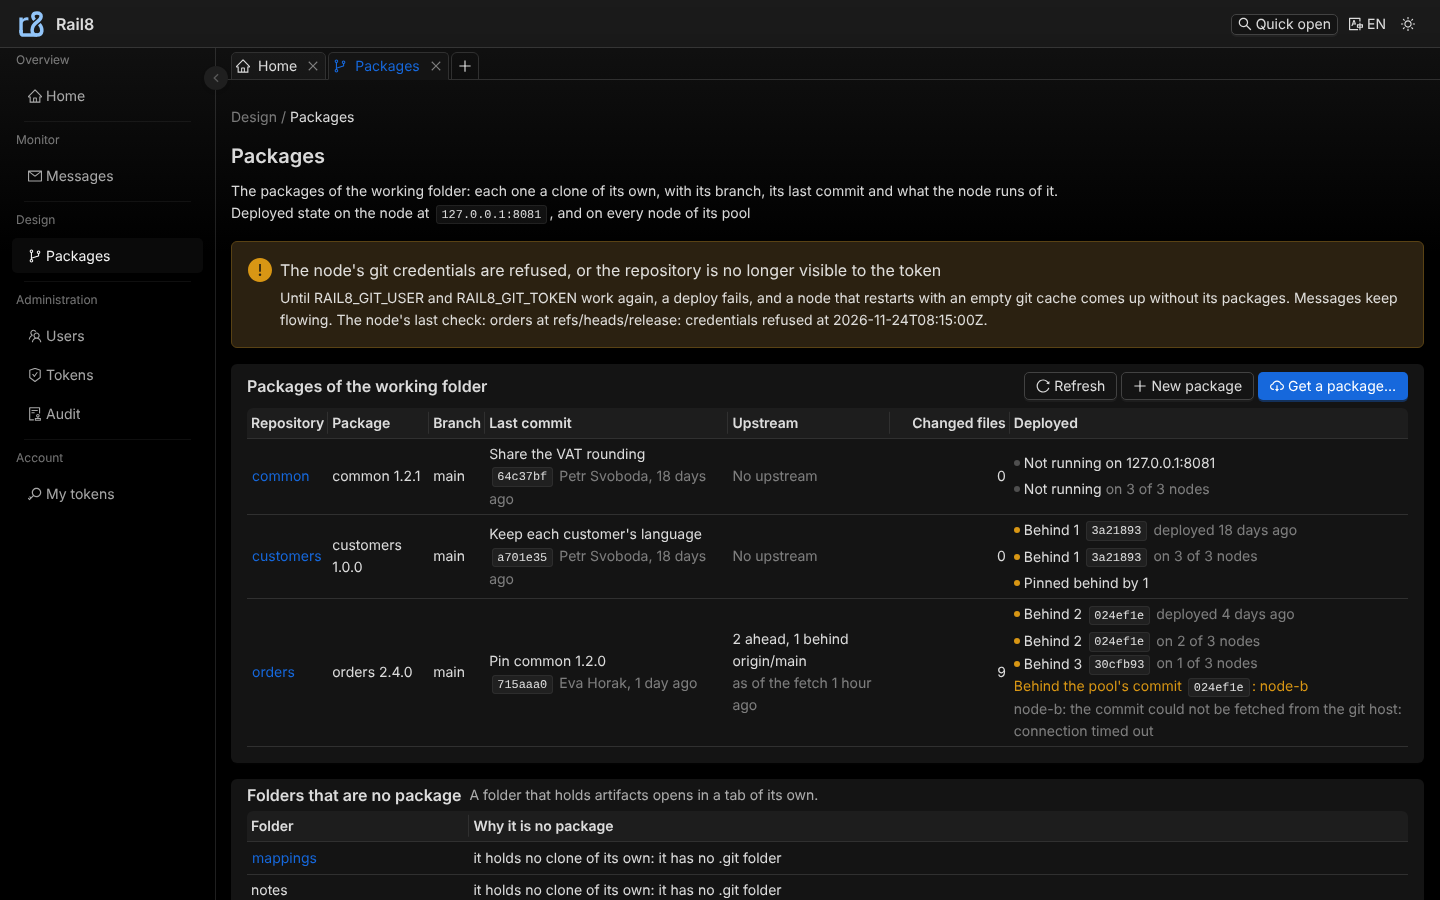 Rail8
Quick open
EN
Overview
Home
Monitor
Messages
Design
Packages
Administration
Users
Tokens
Audit
Account
My tokens
Home
Packages
Design / Packages
Packages
The packages of the working folder: each one a clone of its own, with its branch, its last commit and what the node runs of it.
Deployed state on the node at 127.0.0.1:8081 , and on every node of its pool
The node's git credentials are refused, or the repository is no longer visible to the token
Until RAIL8_GIT_USER and RAIL8_GIT_TOKEN work again, a deploy fails, and a node that restarts with an empty git cache comes up without its packages. Messages keep
flowing. The node's last check: orders at refs/heads/release: credentials refused at 2026-11-24T08:15:00Z.
Packages of the working folder
Refresh
New package
Get a package...
Repository Package Branch Last commit Upstream Changed files Deployed
common
common 1.2.1
main
Share the VAT rounding
64c37bf Petr Svoboda, 18 days
ago
No upstream
0
Not running on 127.0.0.1:8081
Not running on 3 of 3 nodes
customers
customers
1.0.0
main
Keep each customer's language
a701e35 Petr Svoboda, 18 days
ago
No upstream
0
Behind 1 3a21893 deployed 18 days ago
Behind 1 3a21893 on 3 of 3 nodes
Pinned behind by 1
orders
orders 2.4.0
main
Pin common 1.2.0
715aaa0 Eva Horak, 1 day ago
2 ahead, 1 behind
origin/main
as of the fetch 1 hour
ago
9
Behind 2 024ef1e deployed 4 days ago
Behind 2 024ef1e on 2 of 3 nodes
Behind 3 30cfb93 on 1 of 3 nodes
Behind the pool's commit 024ef1e : node-b
node-b: the commit could not be fetched from the git host:
connection timed out
Folders that are no package A folder that holds artifacts opens in a tab of its own.
Folder Why it is no package
mappings it holds no clone of its own: it has no .git folder
notes it holds no clone of its own: it has no .git folder